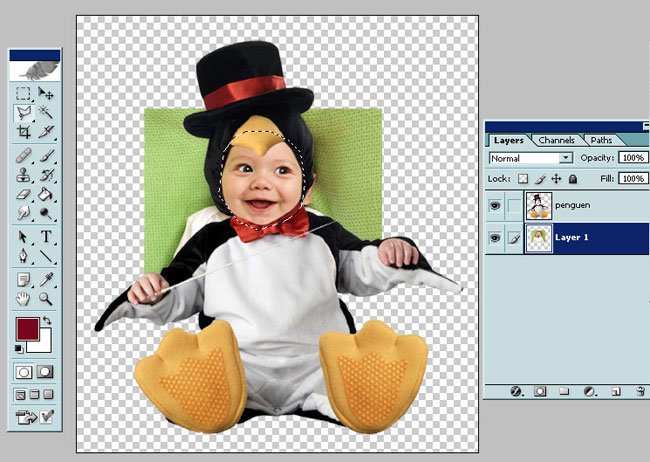 Layers Channels Paths
Normal Opacity: 100%
Lock: Fill: 100%
penguen
Layer 1
T